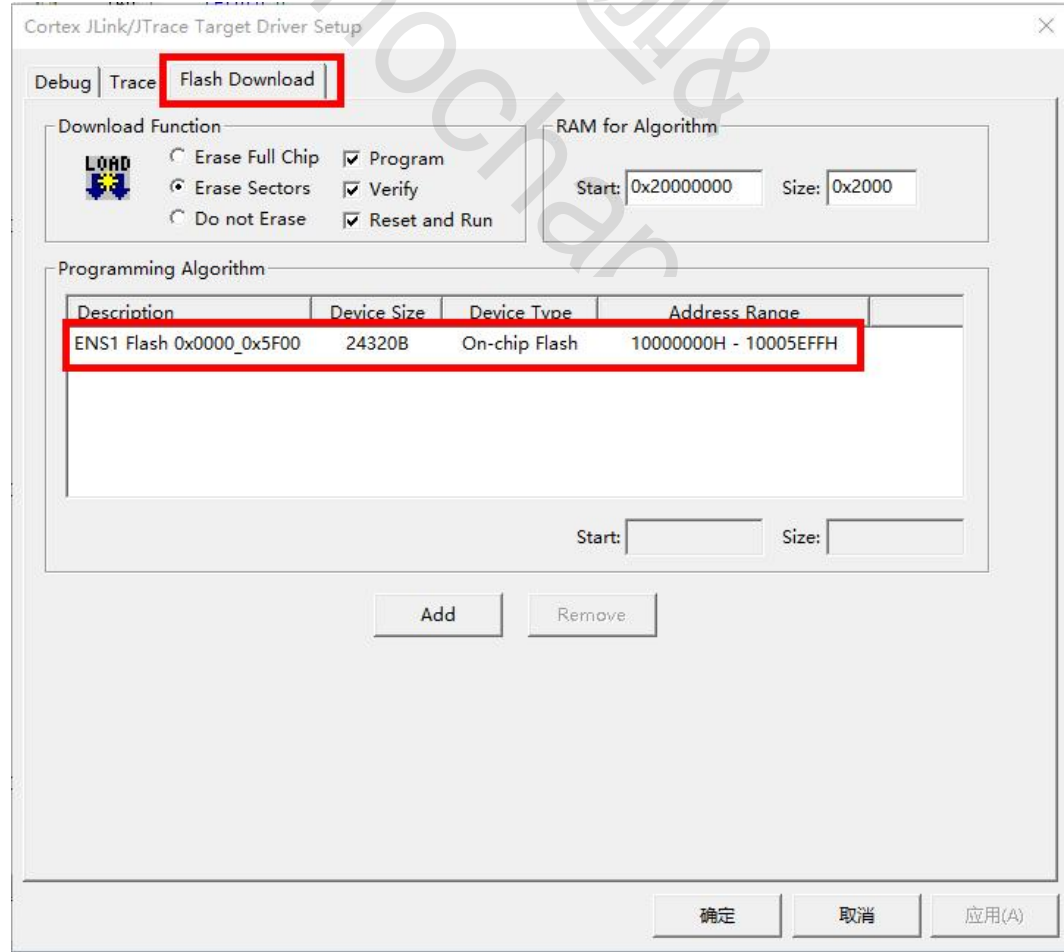 Cortex JLink/JTrace Target Driver Setup
Debug Trace Flash Download
Download Function
LOAD
Erase Full Chip
Erase Sectors
Do not Erase
Program
Verify
Reset and Run
RAM for Algorithm
Start: 0x20000000 Size: 0x2000
Programming Algorithm
Description Device Size Device Type Address Range
ENS1 Flash 0x0000_0x5F00 24320B On-chip Flash 10000000H - 10005EFFH
Start: Size:
Add Remove
确定 取消 应用(A)